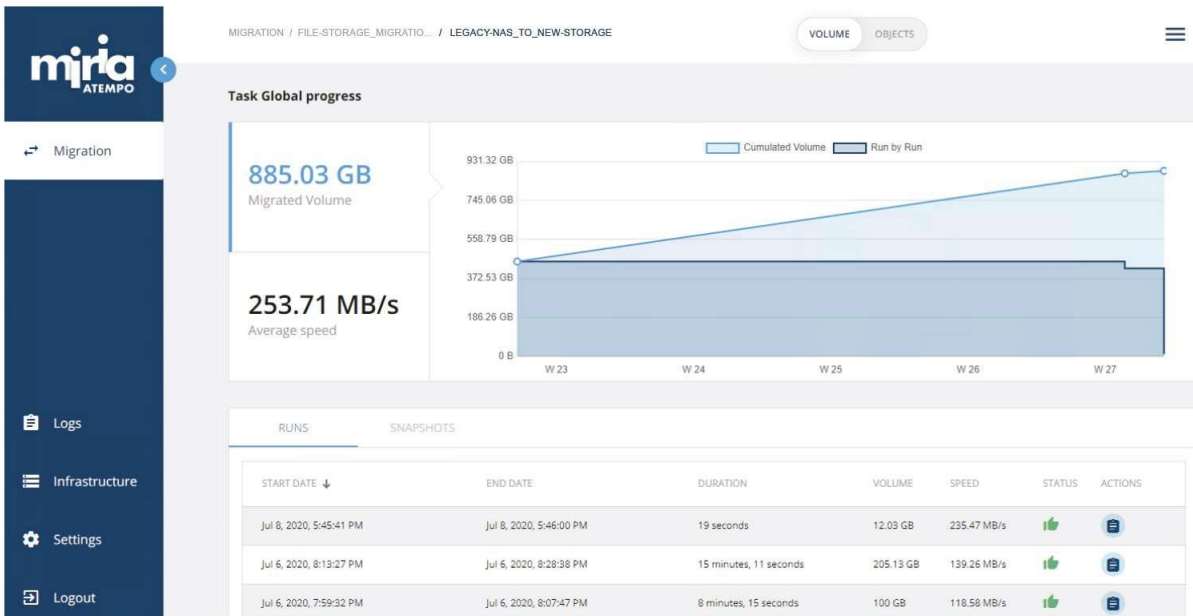 miria
ATEMPO
Migration
Logs
Infrastructure
Settings
Logout
MIGRATION / FILE-STORAGE_MIGRATIO... / LEGACY-NAS_TO_NEW-STORAGE
VOLUME OBJECTS
Task Global progress
885.03 GB
Migrated Volume
253.71 MB/s
Average speed
Cumulated Volume Run by Run
931.32 GB
745.06 GB
558.79 GB
372.53 GB
186.26 GB
0 B
W 23 W 24 W 25 W 26 W 27
RUNS SNAPSHOTS
START DATE END DATE DURATION VOLUME SPEED STATUS ACTIONS
Jul 8, 2020, 5:45:41 PM Jul 8, 2020, 5:46:00 PM 19 seconds 12.03 GB 235.47 MB/s
Jul 6, 2020, 8:13:27 PM Jul 6, 2020, 8:28:38 PM 15 minutes, 11 seconds 205.13 GB 139.26 MB/s
Jul 6, 2020, 7:59:32 PM Jul 6, 2020, 8:07:47 PM 8 minutes, 15 seconds 100 GB 118.58 MB/s